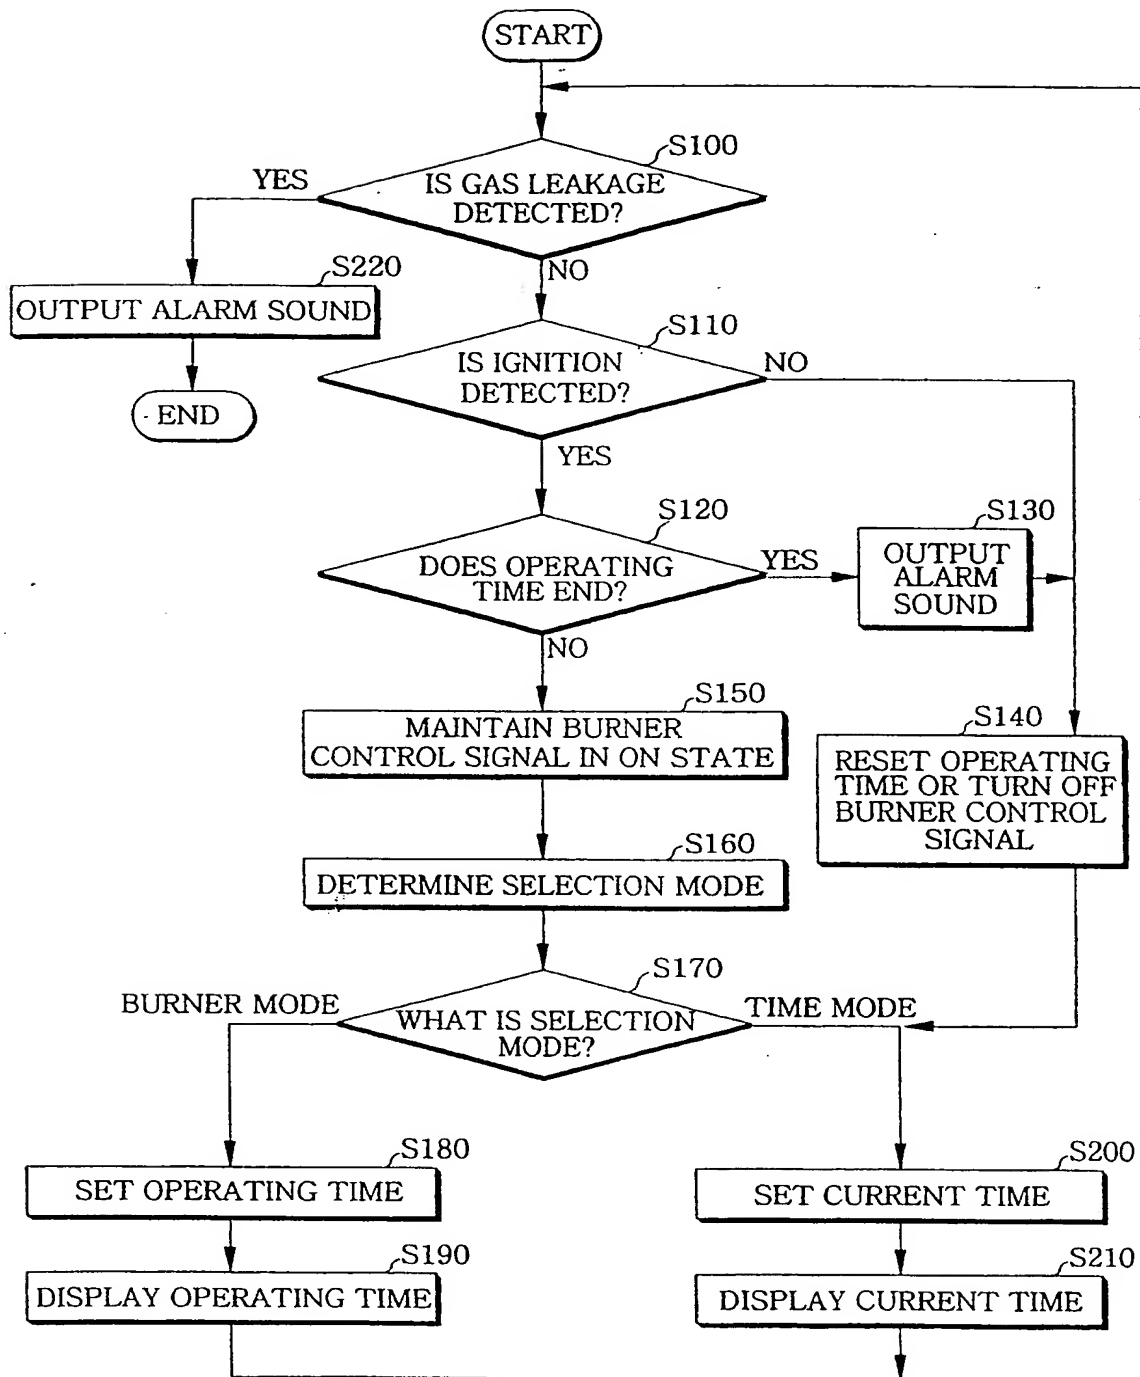 START
S100
YES
IS GAS LEAKAGE
DETECTED?
S220
NO
OUTPUT ALARM SOUND
S110
IS IGNITION
DETECTED?
NO
END
YES
S120
S130
DOES OPERATING
TIME END?
YES
OUTPUT
ALARM
SOUND
NO
S150
MAINTAIN BURNER
CONTROL SIGNAL IN ON STATE
S140
RESET OPERATING
TIME OR TURN OFF
BURNER CONTROL
SIGNAL
S160
DETERMINE SELECTION MODE
S170
BURNER MODE
TIME MODE
WHAT IS SELECTION
MODE?
S180
SET OPERATING TIME
S200
SET CURRENT TIME
S190
DISPLAY OPERATING TIME
S210
DISPLAY CURRENT TIME